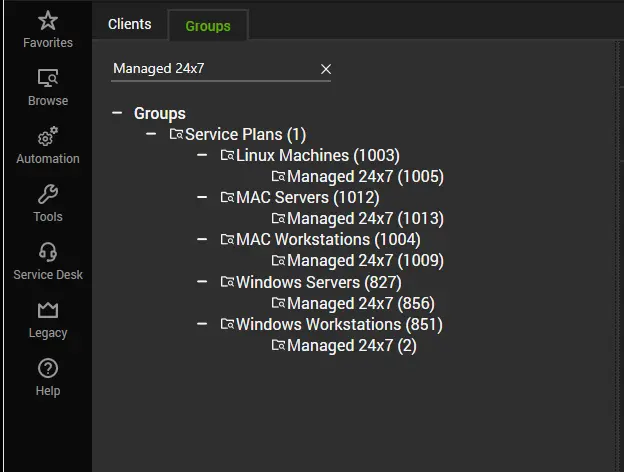 Favorites
Browse
Automation
Tools
Service Desk
Legacy
Help
Clients
Groups
Managed 24x7
Groups
Service Plans (1)
Linux Machines (1003)
Managed 24x7 (1005)
MAC Servers (1012)
Managed 24x7 (1013)
MAC Workstations (1004)
Managed 24x7 (1009)
Windows Servers (827)
Managed 24x7 (856)
Windows Workstations (851)
Managed 24x7 (2)